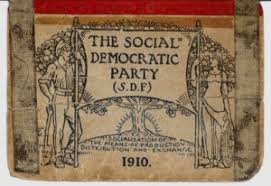 THE SOCIAL
DEMOCRATIC
PARTY
(S.D.F)
SOCIALISATION OF
THE MEANS OF PRODUCTION
DISTRIBUTION AND EXCHANGE
1910.